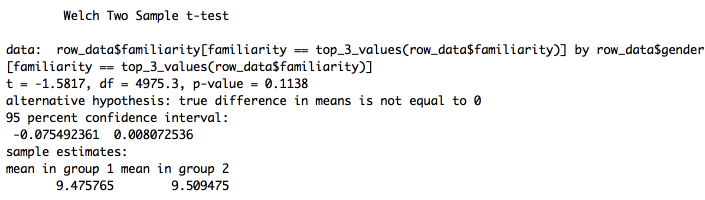 Welch Two Sample t-test
data:  row_data$familiarity[familiarity == top_3_values(row_data$familiarity)] by row_data$gender
[familiarity == top_3_values(row_data$familiarity)]
t = -1.5817, df = 4975.3, p-value = 0.1138
alternative hypothesis: true difference in means is not equal to 0
95 percent confidence interval:
 -0.075492361  0.008072536
sample estimates:
mean in group 1 mean in group 2
       9.475765        9.509475